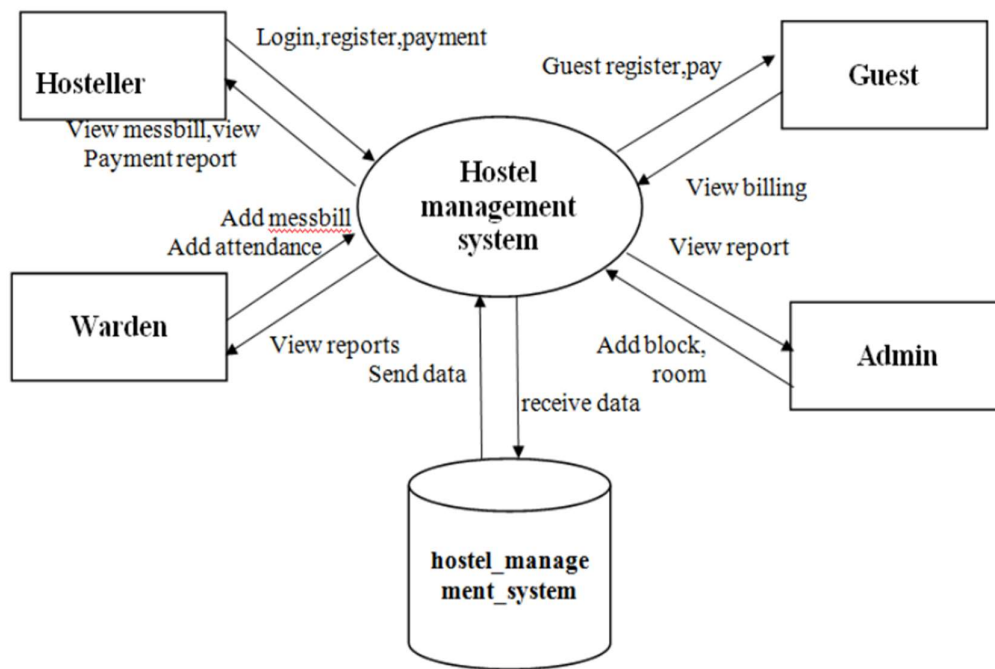 Login,register,payment
Hosteller
View messbill,view
Payment report
Guest register,pay
Guest
View billing
Hostel
management
system
Add messbill
Add attendance
Warden
View reports
Send data
View report
Add block,
room
Admin
receive data
hostel_manage
ment_system